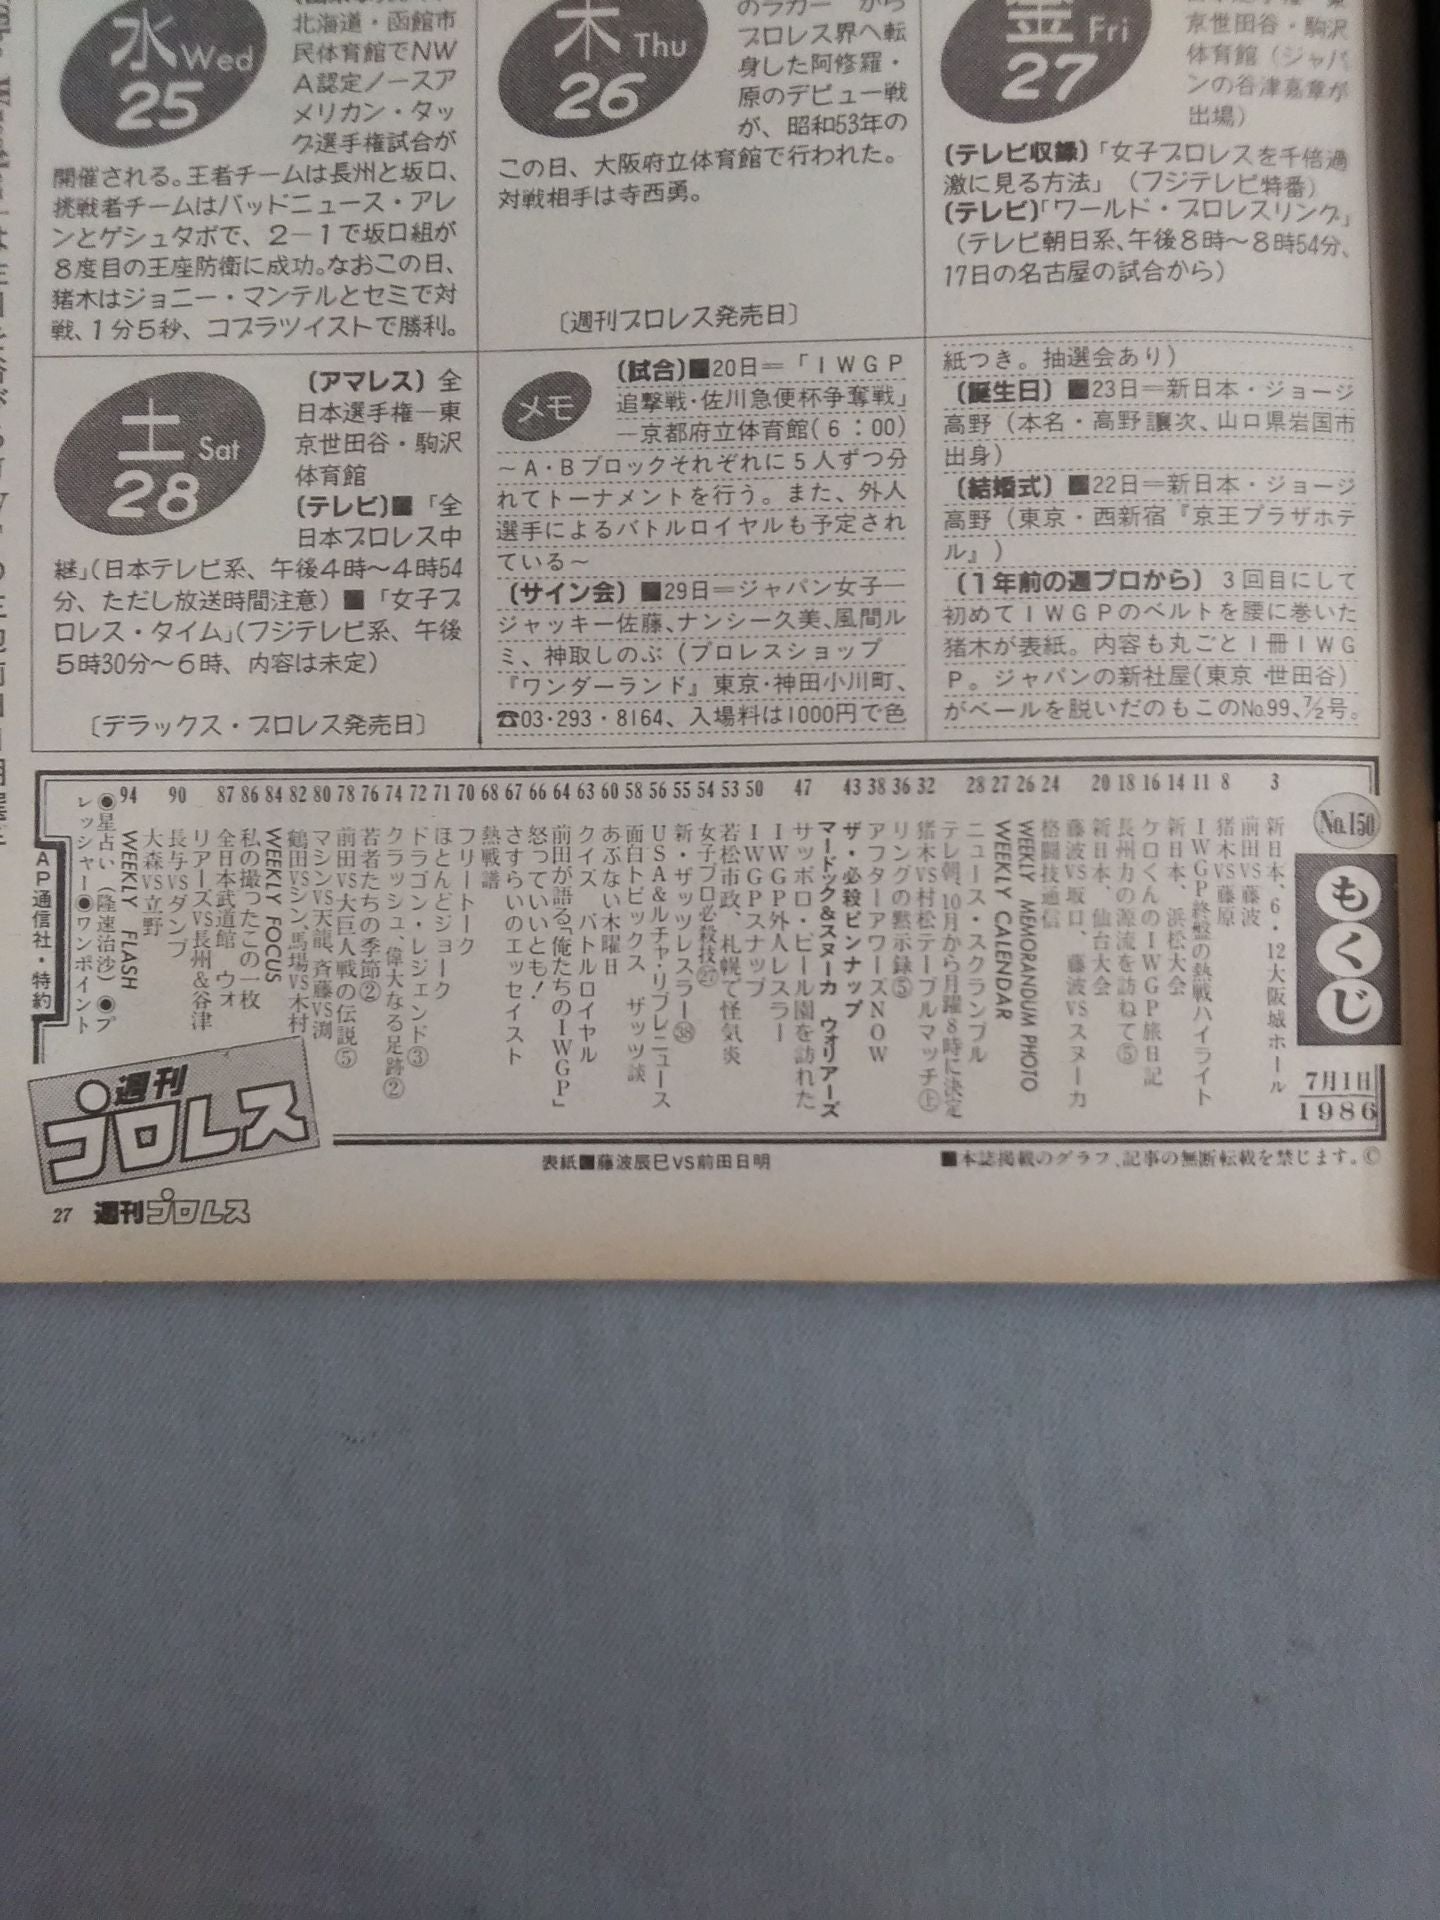 水 Wed
25
北海道・函館市
民体育館でNW
A認定ノースア
メリカン・タッ
グ選手権試合が
開催される。王者チームは長州と坂口、
挑戦者チームはバッドニュース・アレ
ンとゲシュタポで、2－1で坂口組が
8度目の王座防衛に成功。なおこの日、
猪木はジョニー・マンテルとセミで対
戦、1分5秒、コブラツイストで勝利。
木 Thu
26
のラガー”から
プロレス界へ転
身した阿修羅・
原のデビュー戦
が、昭和53年の
この日、大阪府立体育館で行われた。
対戦相手は寺西勇。
〔週刊プロレス発売日〕
金 Fri
27
京世田谷・駒沢
体育館（ジャパ
ンの谷津嘉章が
出場）
〔テレビ収録〕「女子プロレスを千倍過
激に見る方法」（フジテレビ特番）
〔テレビ〕「ワールド・プロレスリング」
（テレビ朝日系、午後8時～8時54分、
17日の名古屋の試合から）
土 Sat
28
〔アマレス〕全
日本選手権―東
京世田谷・駒沢
体育館
〔テレビ〕■「全
日本プロレス中
継」（日本テレビ系、午後4時～4時54
分、ただし放送時間注意）■「女子プ
ロレス・タイム」（フジテレビ系、午後
5時30分～6時、内容は未定）
〔デラックス・プロレス発売日〕
メモ
〔試合〕■20日＝「IWGP
追撃戦・佐川急便杯争奪戦」
―京都府立体育館（6：00）
～A・Bブロックそれぞれに5人ずつ分
れてトーナメントを行う。また、外人
選手によるバトルロイヤルも予定され
ている～
〔サイン会〕■29日＝ジャパン女子―
ジャッキー佐藤、ナンシー久美、風間ル
ミ、神取しのぶ（プロレスショップ
『ワンダーランド』東京・神田小川町、
☎03・293・8164、入場料は1000円で色
紙つき。抽選会あり）
〔誕生日〕■23日＝新日本・ジョージ
高野（本名・高野譲次、山口県岩国市
出身）
〔結婚式〕■22日＝新日本・ジョージ
高野（東京・西新宿『京王プラザホテ
ル』）
〔1年前の週プロから〕3回目にして
初めてIWGPのベルトを腰に巻いた
猪木が表紙。内容も丸ごと1冊IWG
P。ジャパンの新社屋（東京・世田谷）
がベールを脱いだのもこのNo.99、7/2号。
No.150
もくじ
7月1日
1986
3 新日本、6・12大阪城ホール
前田VS藤波
8 猪木VS藤原
11 IWGP終盤の熱戦ハイライト
14 新日本、浜松大会
16 ケロくんのIWGP旅日記
18 長州力の源流を訪ねて⑤
20 新日本、仙台大会
藤波VS坂口、藤波VSスヌーカ
24 格闘技通信
26 WEEKLY MEMORANDUM PHOTO
27 WEEKLY CALENDAR
28 ニュース・スクランブル
テレ朝、10月から月曜8時に決定
32 猪木VS村松テーブルマッチ㊤
36 リングの黙示録⑤
38 アフターアワーズNOW
43 ザ・必殺ピンナップ
マードック&スヌーカ ウォリアーズ
47 サッポロ・ビール園を訪れた
IWGP外人レスラー
50 IWGPスナップ
53 若松市政、札幌で怪気炎
54 女子プロ必殺技㉗
55 新・ザッツレスラー㊳
56 USA&ルチャ・リブレニュース
58 面白トピックス ザッツ談
60 あぶない木曜日
63 クイズ バトルロイヤル
64 前田が語る「俺たちのIWGP」
66 怒っていいとも！
67 さすらいのエッセイスト
68 熱戦譜
70 フリートーク
71 ほとんどジョーク
72 ドラゴン・レジェンド③
74 クラッシュ、偉大なる足跡②
76 若者たちの季節②
78 前田VS大巨人戦の伝説⑤
80 マシンVS天龍、斉藤VS渕
82 鶴田VSシン、馬場VS木村
84 WEEKLY FOCUS
86 私の撮ったこの一枚
87 全日本武道館 ウォ
リアーズVS長州&谷津
90 長与VSダンプ
大森VS立野
94 WEEKLY FLASH
●星占い（隆速治沙）●プ
レッシャー●ワンポイント
AP通信社・特約
週刊
プロレス
表紙■藤波辰巳VS前田日明
■本誌掲載のグラフ、記事の無断転載を禁じます。©
27 週刊プロレス